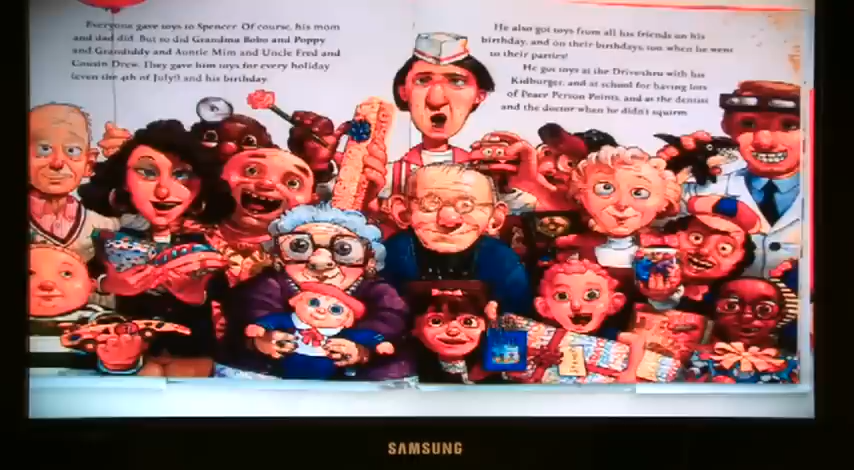 Everyone gave toys to Spencer. Of course, his mom
and dad did. But so did Grandma Bobo and Poppy
and Grandiddy and Auntie Mim and Uncle Fred and
Cousin Drew. They gave him toys for every holiday
(even the 4th of July!) and his birthday.
He also got toys from all his friends on his
birthday, and on their birthdays, too, when he went
to their parties!
He got toys at the Drive-thru with his
Kidburger, and at school for having lots
of Peace Person Points, and at the dentist
and the doctor when he didn't squirm.
SAMSUNG